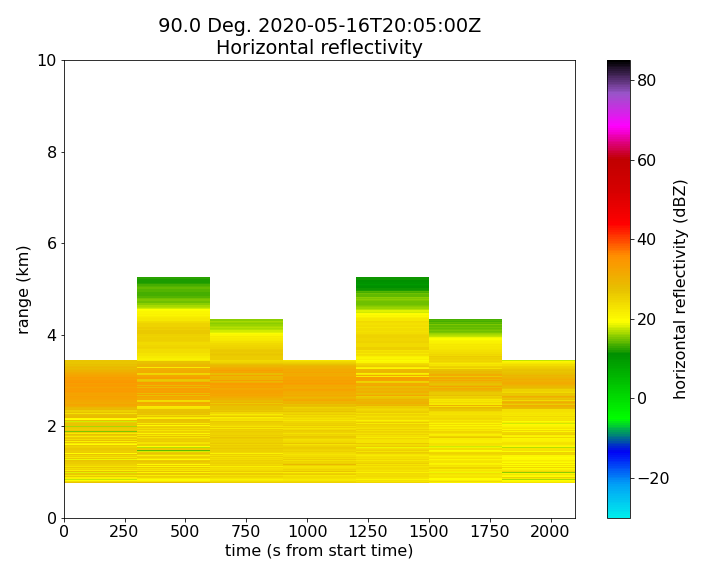 90.0 Deg. 2020-05-16T20:05:00Z
Horizontal reflectivity
range (km)
10
8
6
4
2
0
0 250 500 750 1000 1250 1500 1750 2000
time (s from start time)
80
60
40
20
0
−20
horizontal reflectivity (dBZ)